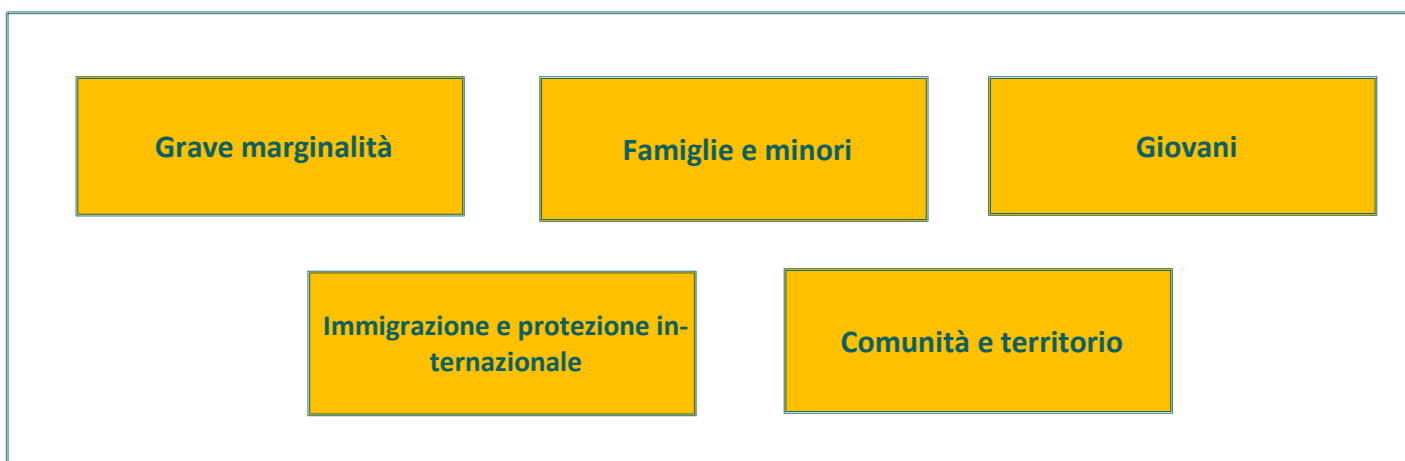 Grave marginalità
Famiglie e minori
Giovani
Immigrazione e protezione in-
ternazionale
Comunità e territorio